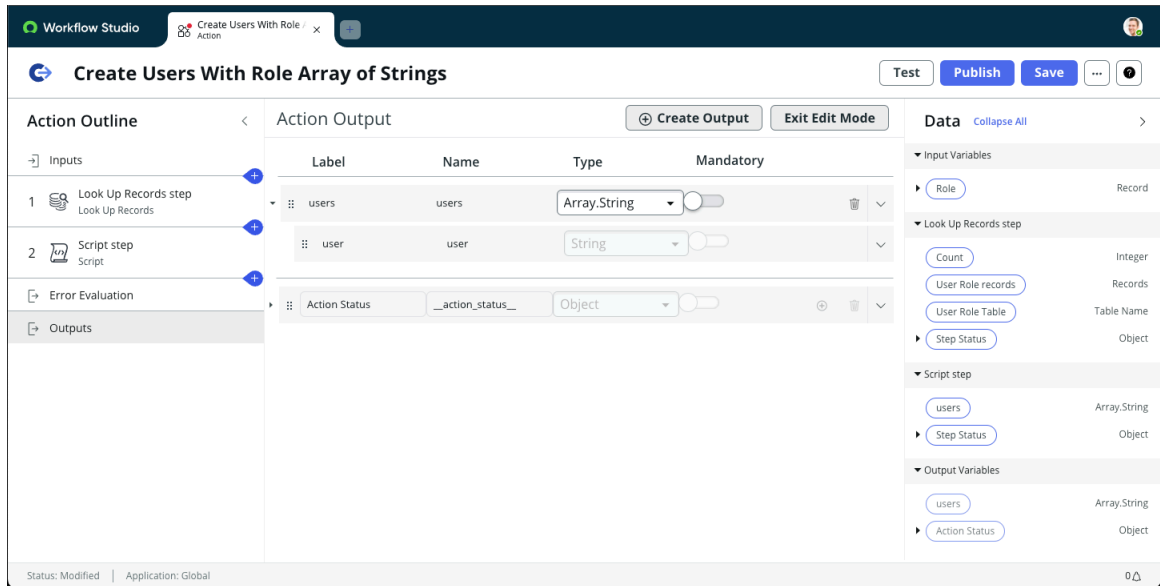 Workflow Studio
Create Users With Role /
Action
Create Users With Role Array of Strings
Test
Publish
Save
Action Outline
Inputs
1
Look Up Records step
Look Up Records
2
Script step
Script
Error Evaluation
Outputs
Action Output
Create Output
Exit Edit Mode
Label Name Type Mandatory
users users Array.String
user user String
Action Status __action_status__ Object
Data Collapse All
Input Variables
Role Record
Look Up Records step
Count Integer
User Role records Records
User Role Table Table Name
Step Status Object
Script step
users Array.String
Step Status Object
Output Variables
users Array.String
Action Status Object
Status: Modified | Application: Global
0